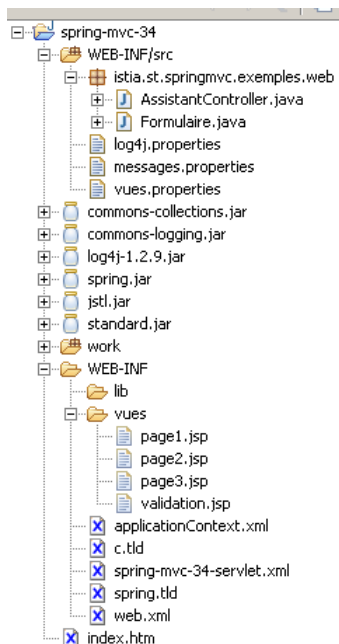 spring-mvc-34
WEB-INF/src
istia.st.springmvc.exemples.web
AssistantController.java
Formulaire.java
log4j.properties
messages.properties
vues.properties
commons-collections.jar
commons-logging.jar
log4j-1.2.9.jar
spring.jar
jstl.jar
standard.jar
work
WEB-INF
lib
vues
page1.jsp
page2.jsp
page3.jsp
validation.jsp
applicationContext.xml
c.tld
spring-mvc-34-servlet.xml
spring.tld
web.xml
index.htm